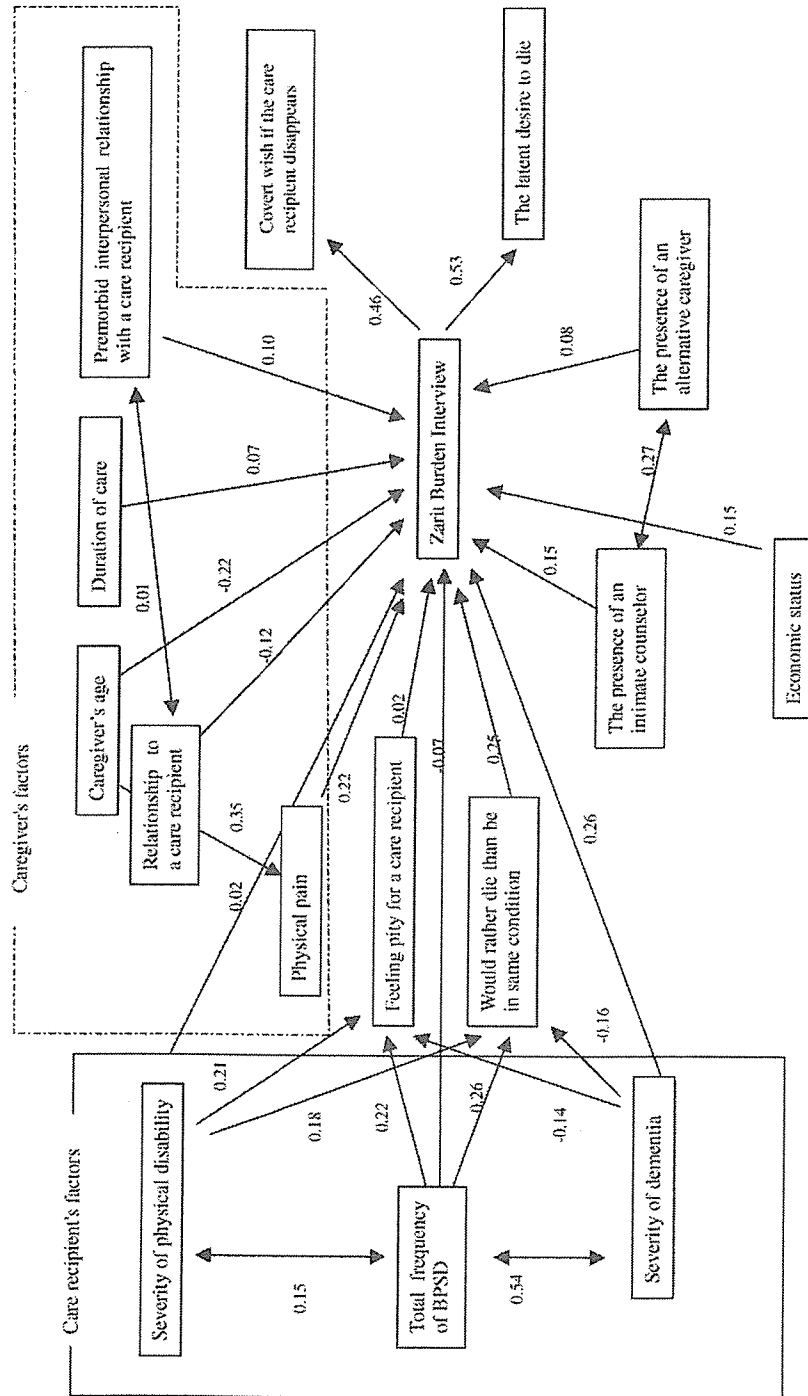 Caregiver's factors
Premorbid interpersonal relationship
with a care recipient
Duration of care
Caregiver's age
Relationship to
a care recipient
Physical pain
0.01
0.35
-0.12
-0.22
0.07
0.10
0.22
0.02
Care recipient's factors
Severity of physical disability
Total frequency
of BPSD
Severity of dementia
0.15
0.54
0.21
0.18
0.22
0.26
-0.14
-0.16
Feeling pity for a care recipient
Would rather die than be
in same condition
0.02
-0.07
0.25
0.26
Zarit Burden Interview
0.46
0.53
Covert wish if the care
recipient disappears
The latent desire to die
0.15
0.15
0.08
0.27
The presence of an
intimate counselor
The presence of an
alternative caregiver
Economic status